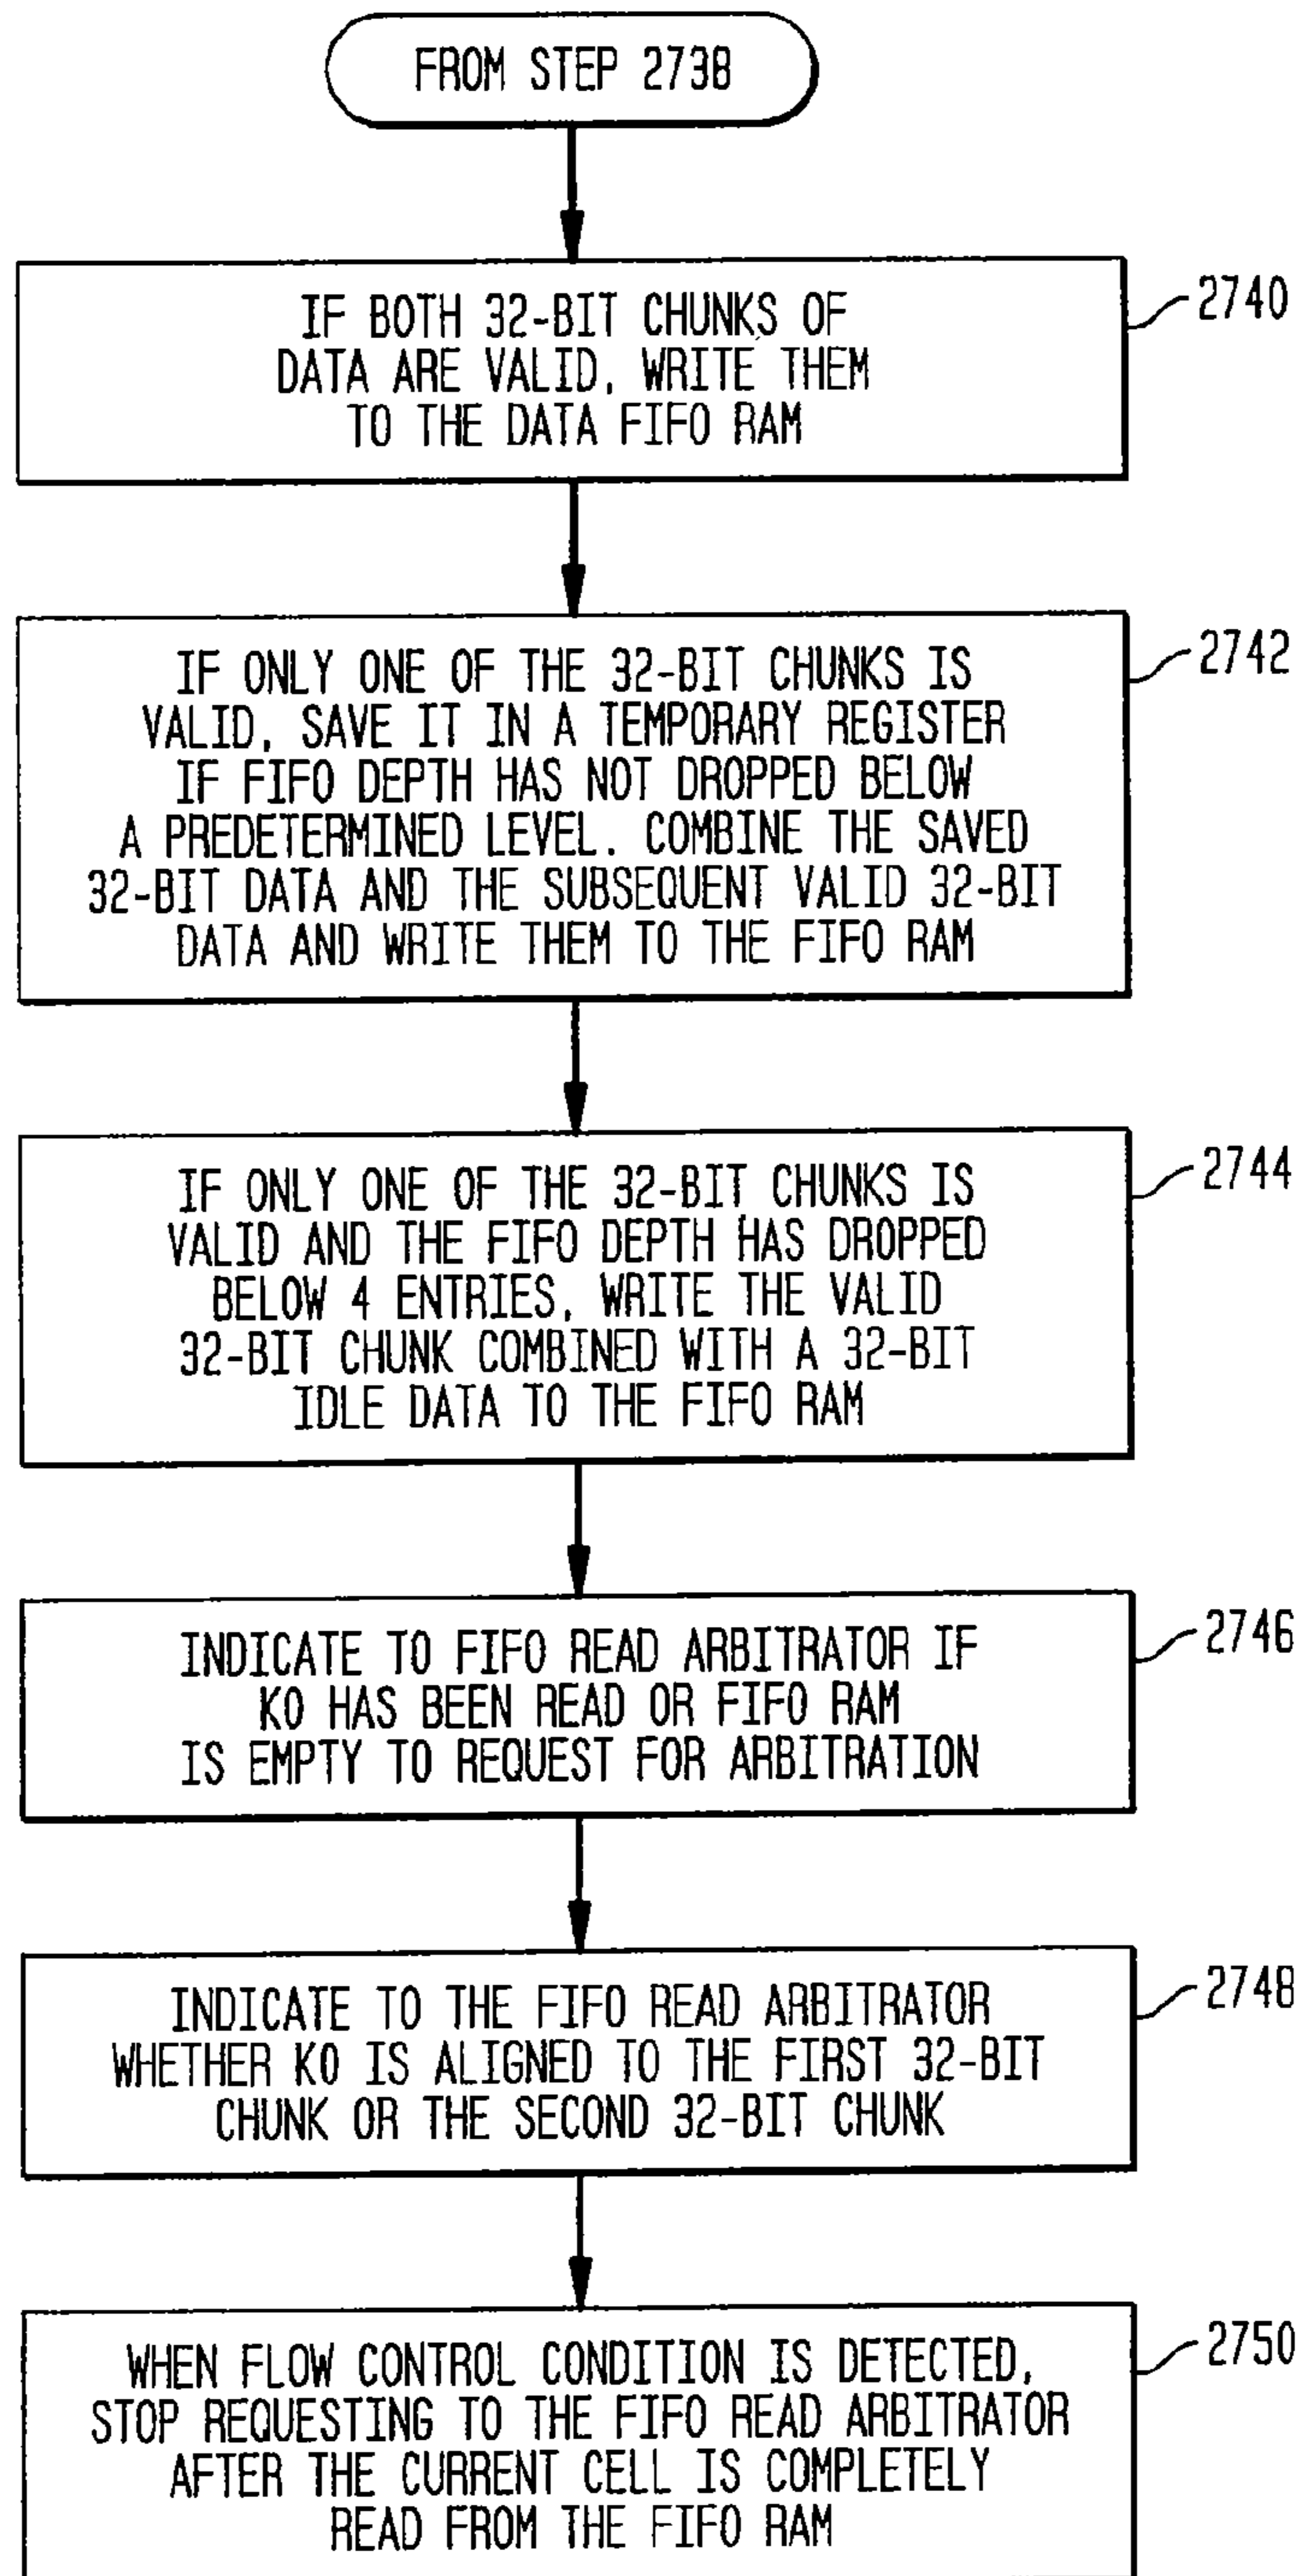 FROM STEP 2738
IF BOTH 32-BIT CHUNKS OF
DATA ARE VALID, WRITE THEM
TO THE DATA FIFO RAM
2740
IF ONLY ONE OF THE 32-BIT CHUNKS IS
VALID, SAVE IT IN A TEMPORARY REGISTER
IF FIFO DEPTH HAS NOT DROPPED BELOW
A PREDETERMINED LEVEL. COMBINE THE SAVED
32-BIT DATA AND THE SUBSEQUENT VALID 32-BIT
DATA AND WRITE THEM TO THE FIFO RAM
2742
IF ONLY ONE OF THE 32-BIT CHUNKS IS
VALID AND THE FIFO DEPTH HAS DROPPED
BELOW 4 ENTRIES, WRITE THE VALID
32-BIT CHUNK COMBINED WITH A 32-BIT
IDLE DATA TO THE FIFO RAM
2744
INDICATE TO FIFO READ ARBITRATOR IF
K0 HAS BEEN READ OR FIFO RAM
IS EMPTY TO REQUEST FOR ARBITRATION
2746
INDICATE TO THE FIFO READ ARBITRATOR
WHETHER K0 IS ALIGNED TO THE FIRST 32-BIT
CHUNK OR THE SECOND 32-BIT CHUNK
2748
WHEN FLOW CONTROL CONDITION IS DETECTED,
STOP REQUESTING TO THE FIFO READ ARBITRATOR
AFTER THE CURRENT CELL IS COMPLETELY
READ FROM THE FIFO RAM
2750